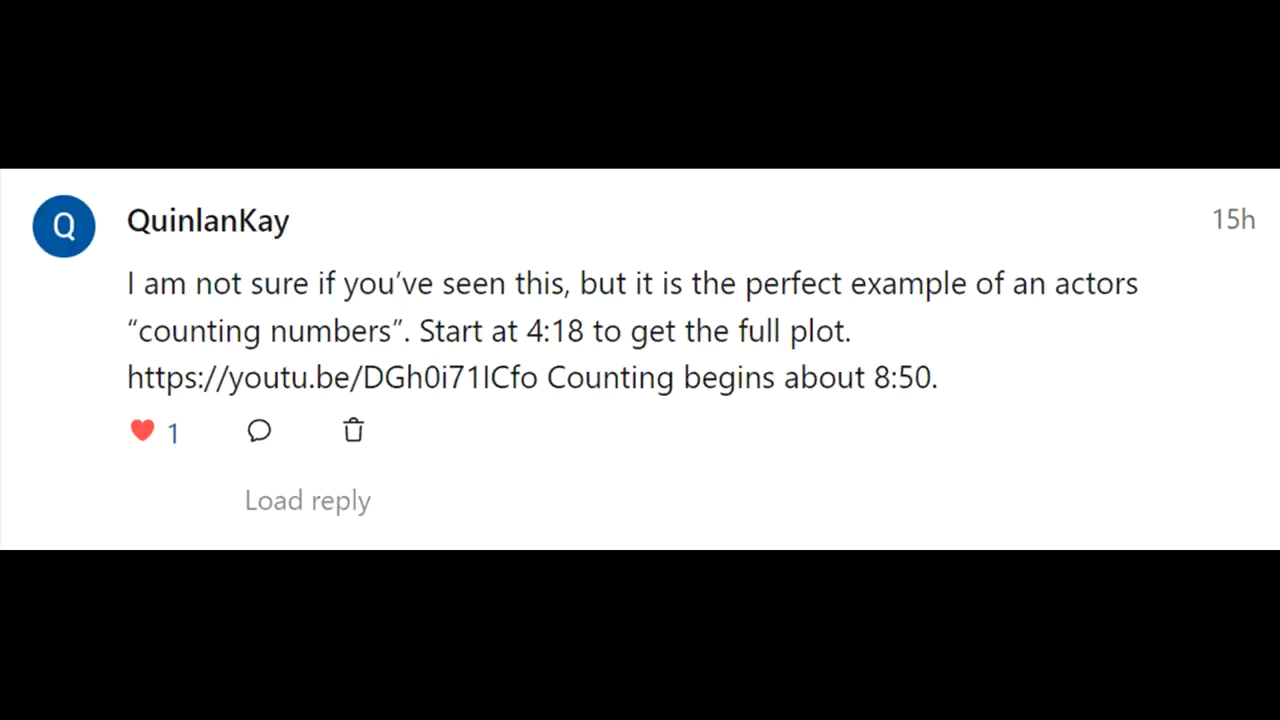 Q
QuinlanKay
15h
I am not sure if you’ve seen this, but it is the perfect example of an actors
“counting numbers”. Start at 4:18 to get the full plot.
https://youtu.be/DGh0i71ICfo Counting begins about 8:50.
1
Load reply